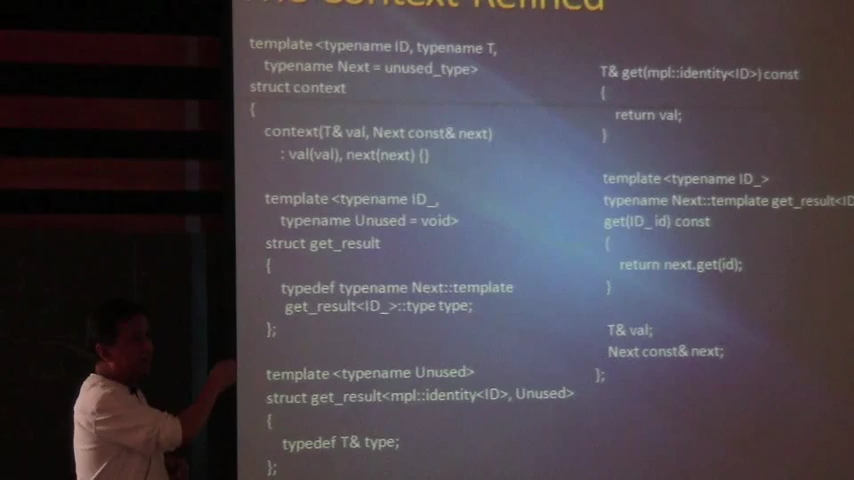 The Context Refined
template <typename ID, typename T,
typename Next = unused_type>
struct context
{
context(T& val, Next const& next)
: val(val), next(next) {}
template <typename ID_,
typename Unused = void>
struct get_result
{
typedef typename Next::template
get_result<ID_>::type type;
};
template <typename Unused>
struct get_result<mpl::identity<ID>, Unused>
{
typedef T& type;
};
T& get(mpl::identity<ID>) const
{
return val;
}
template <typename ID_>
typename Next::template get_result<ID
get(ID_ id) const
{
return next.get(id);
}
T& val;
Next const& next;
};